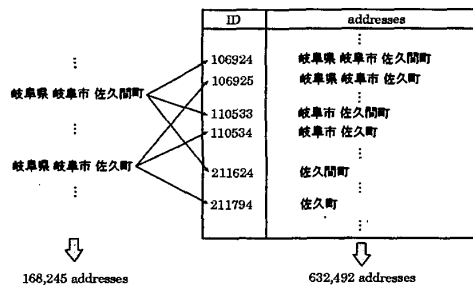 ID addresses
106924 岐阜県 岐阜市 佐久間町
106925 岐阜県 岐阜市 佐久町
岐阜県 岐阜市 佐久間町
110533 岐阜市 佐久間町
110534 岐阜市 佐久町
岐阜県 岐阜市 佐久町
211624 佐久間町
211794 佐久町
168,245 addresses
632,492 addresses